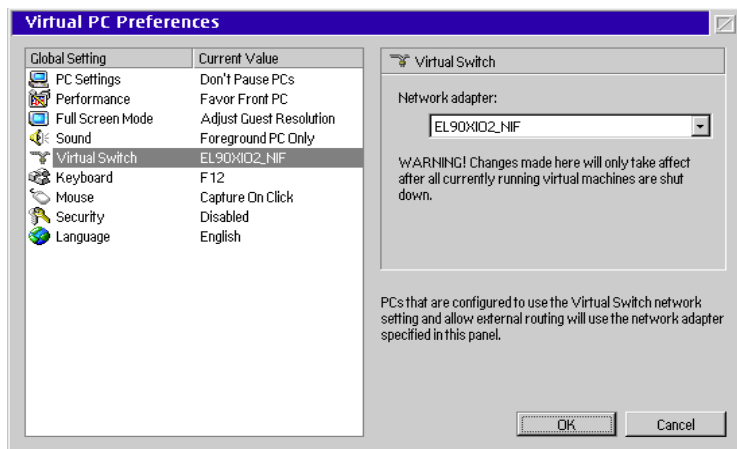 Virtual PC Preferences
Global Setting Current Value
PC Settings Don't Pause PCs
Performance Favor Front PC
Full Screen Mode Adjust Guest Resolution
Sound Foreground PC Only
Virtual Switch EL90XIO2_NIF
Keyboard F12
Mouse Capture On Click
Security Disabled
Language English
Virtual Switch
Network adapter:
EL90XIO2_NIF
WARNING! Changes made here will only take affect
after all currently running virtual machines are shut
down.
PCs that are configured to use the Virtual Switch network
setting and allow external routing will use the network adapter
specified in this panel.
OK Cancel